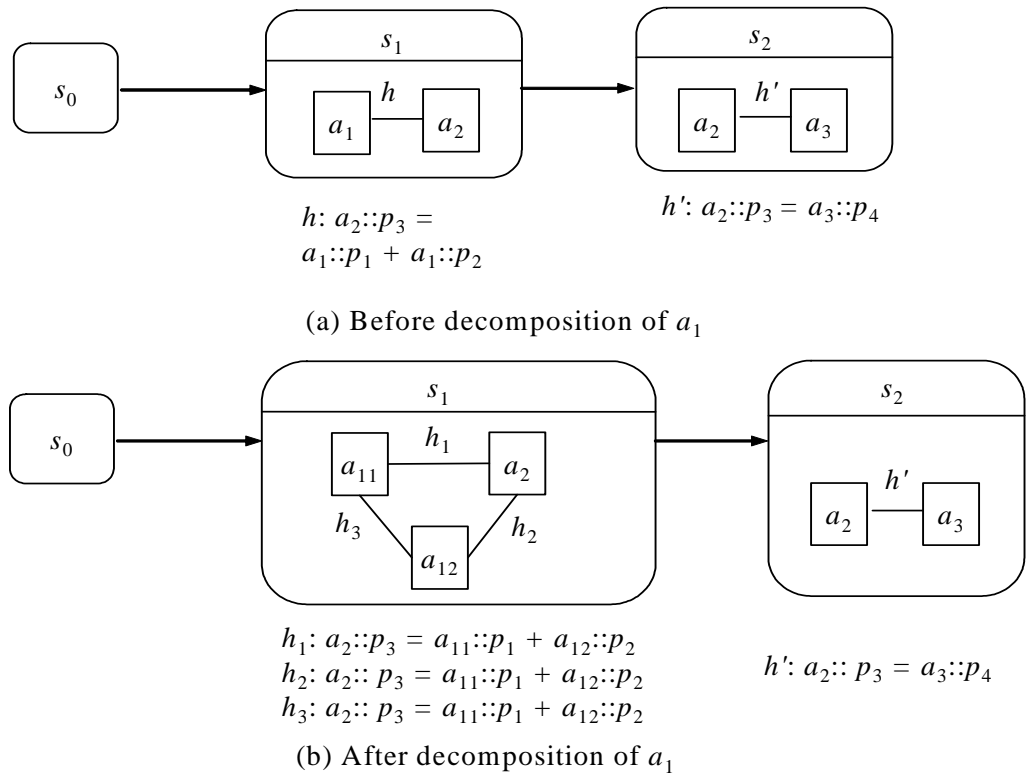 s₁
s₂
s₀
h
h'
a₁ a₂
a₂ a₃
h: a₂::p₃ =
a₁::p₁ + a₁::p₂
h': a₂::p₃ = a₃::p₄
(a) Before decomposition of a₁
s₁
s₂
s₀
h₁
a₁₁ a₂
h'
h₃ h₂
a₂ a₃
a₁₂
h₁: a₂::p₃ = a₁₁::p₁ + a₁₂::p₂
h₂: a₂:: p₃ = a₁₁::p₁ + a₁₂::p₂
h₃: a₂:: p₃ = a₁₁::p₁ + a₁₂::p₂
h': a₂:: p₃ = a₃::p₄
(b) After decomposition of a₁